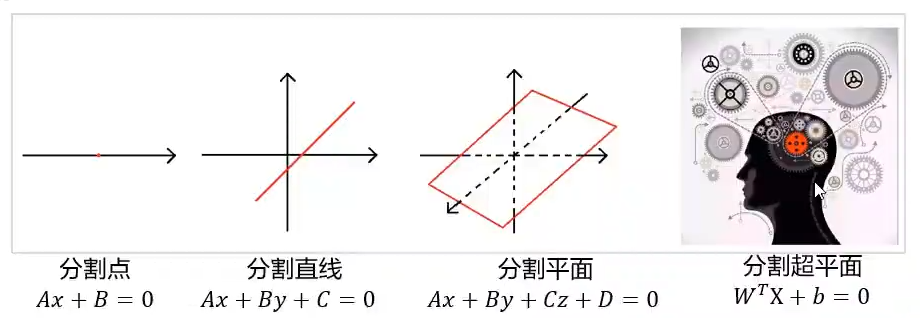 分割点
Ax + B = 0
分割直线
Ax + By + C = 0
分割平面
Ax + By + Cz + D = 0
分割超平面
W^T X + b = 0